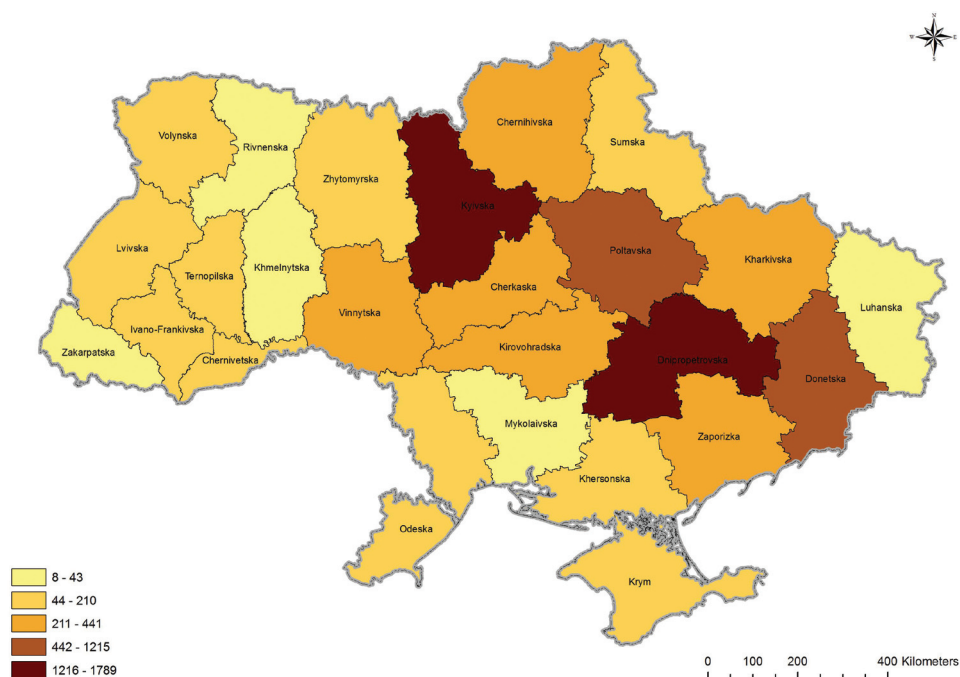 N
W E
S
Chernihivska
Volynska
Rivnenska
Sumska
Zhytomyrska
Kyivska
Lvivska
Poltavska
Kharkivska
Khmelnytska
Ternopilska
Cherkaska
Luhanska
Vinnytska
Ivano-Frankivska
Kirovohradska
Zakarpatska
Chernivetska
Dnipropetrovska
Donetska
Mykolaivska
Zaporizka
Khersonska
Odeska
Krym
8 - 43
44 - 210
211 - 441
442 - 1215
1216 - 1789
0 100 200 400 Kilometers